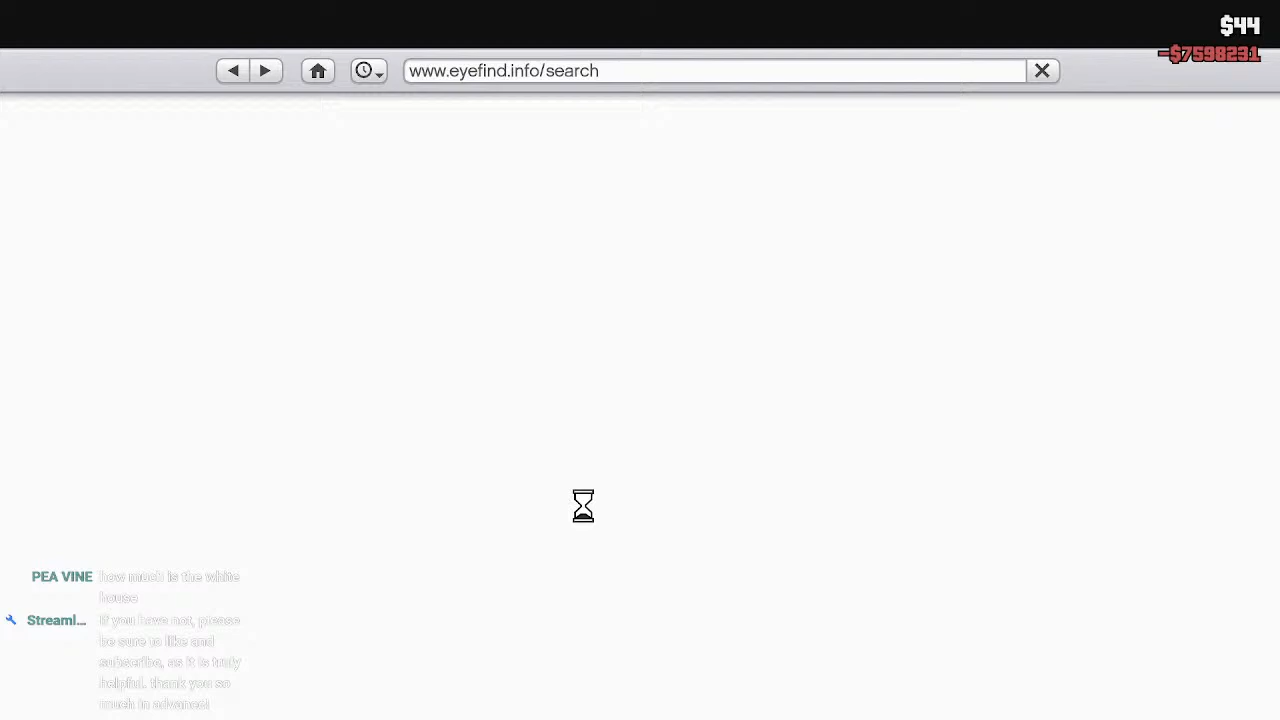 $44
-$7598231
www.eyefind.info/search
PEA VINE how much is the white
house
Streaml... If you have not, please
be sure to like and
subscribe, as it is truly
helpful. thank you so
much in advance!